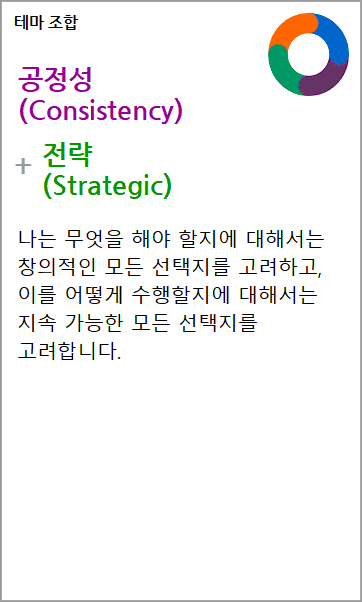 테마 조합
공정성
(Consistency)
+ 전략
(Strategic)
나는 무엇을 해야 할지에 대해서는
창의적인 모든 선택지를 고려하고,
이를 어떻게 수행할지에 대해서는
지속 가능한 모든 선택지를
고려합니다.